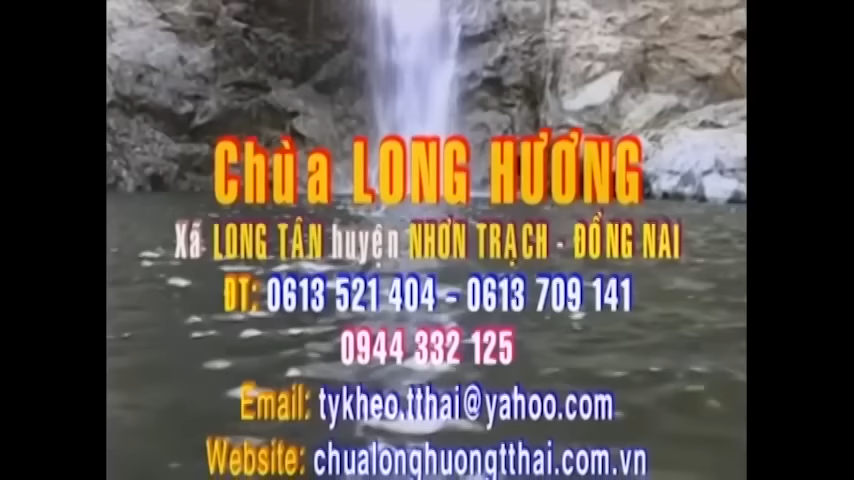 Chùa LONG HƯƠNG
Xã LONG TÂN huyện NHƠN TRẠCH - ĐỒNG NAI
ĐT: 0613 521 404 - 0613 709 141
0944 332 125
Email: tykheo.tthai@yahoo.com
Website: chualonghuongtthai.com.vn